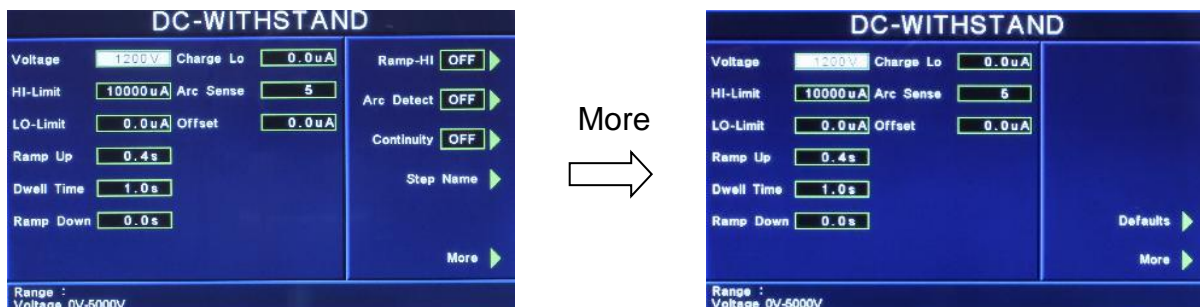 DC-WITHSTAND
Voltage 1200V Charge Lo 0.0uA Ramp-HI OFF
HI-Limit 10000uA Arc Sense 5 Arc Detect OFF
LO-Limit 0.0uA Offset 0.0uA Continuity OFF
Ramp Up 0.4s
Dwell Time 1.0s Step Name
Ramp Down 0.0s
More
Range :
Voltage 0V-5000V
More
DC-WITHSTAND
Voltage 1200V Charge Lo 0.0uA
HI-Limit 10000uA Arc Sense 5
LO-Limit 0.0uA Offset 0.0uA
Ramp Up 0.4s
Dwell Time 1.0s
Ramp Down 0.0s Defaults
More
Range :
Voltage 0V-5000V